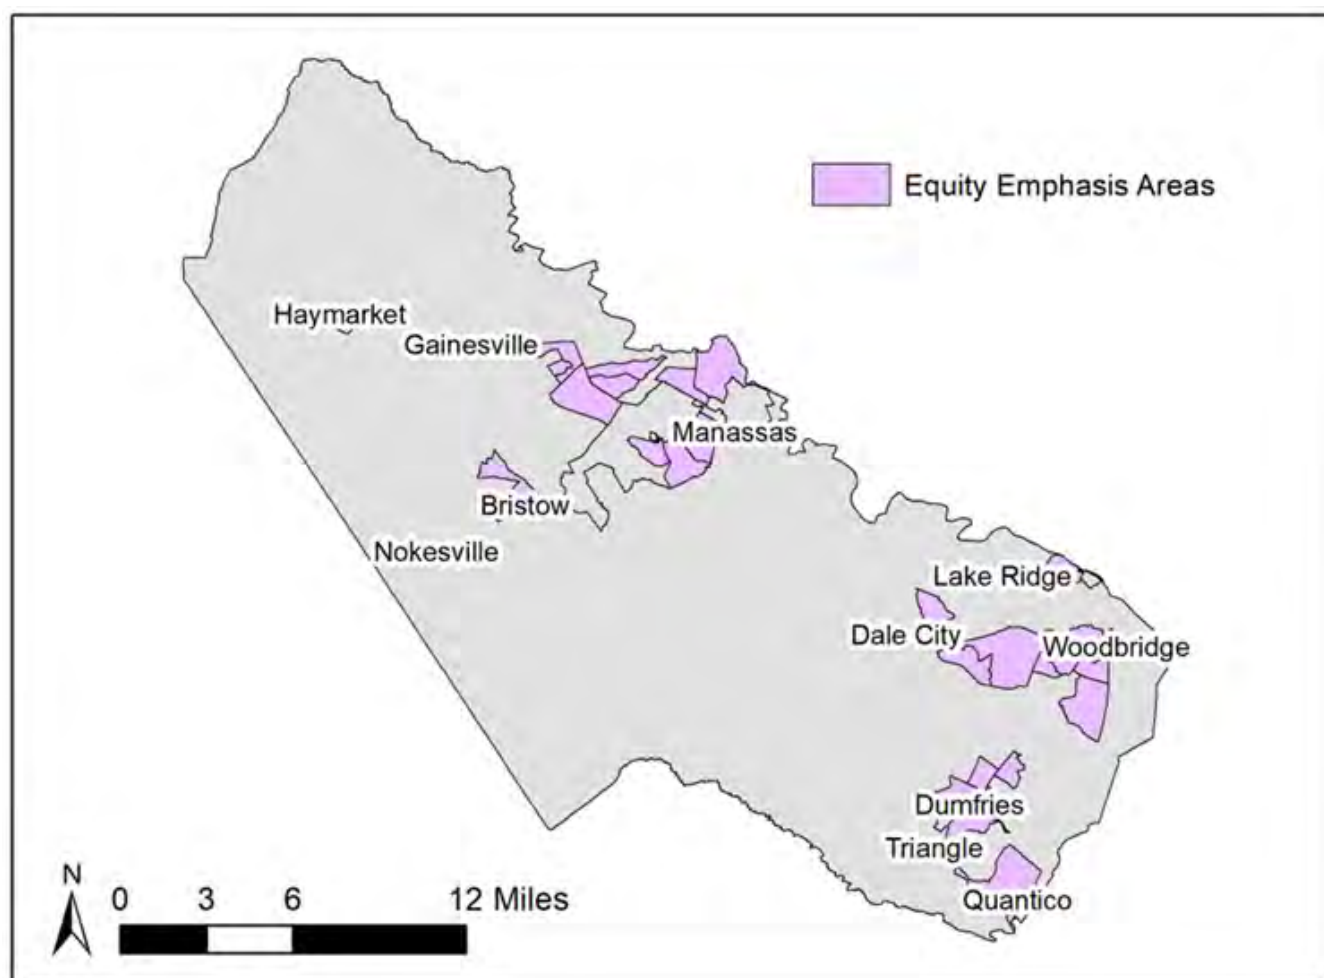 Equity Emphasis Areas
Haymarket
Gainesville
Manassas
Bristow
Nokesville
Lake Ridge
Dale City
Woodbridge
Dumfries
Triangle
Quantico
N
0 3 6 12 Miles